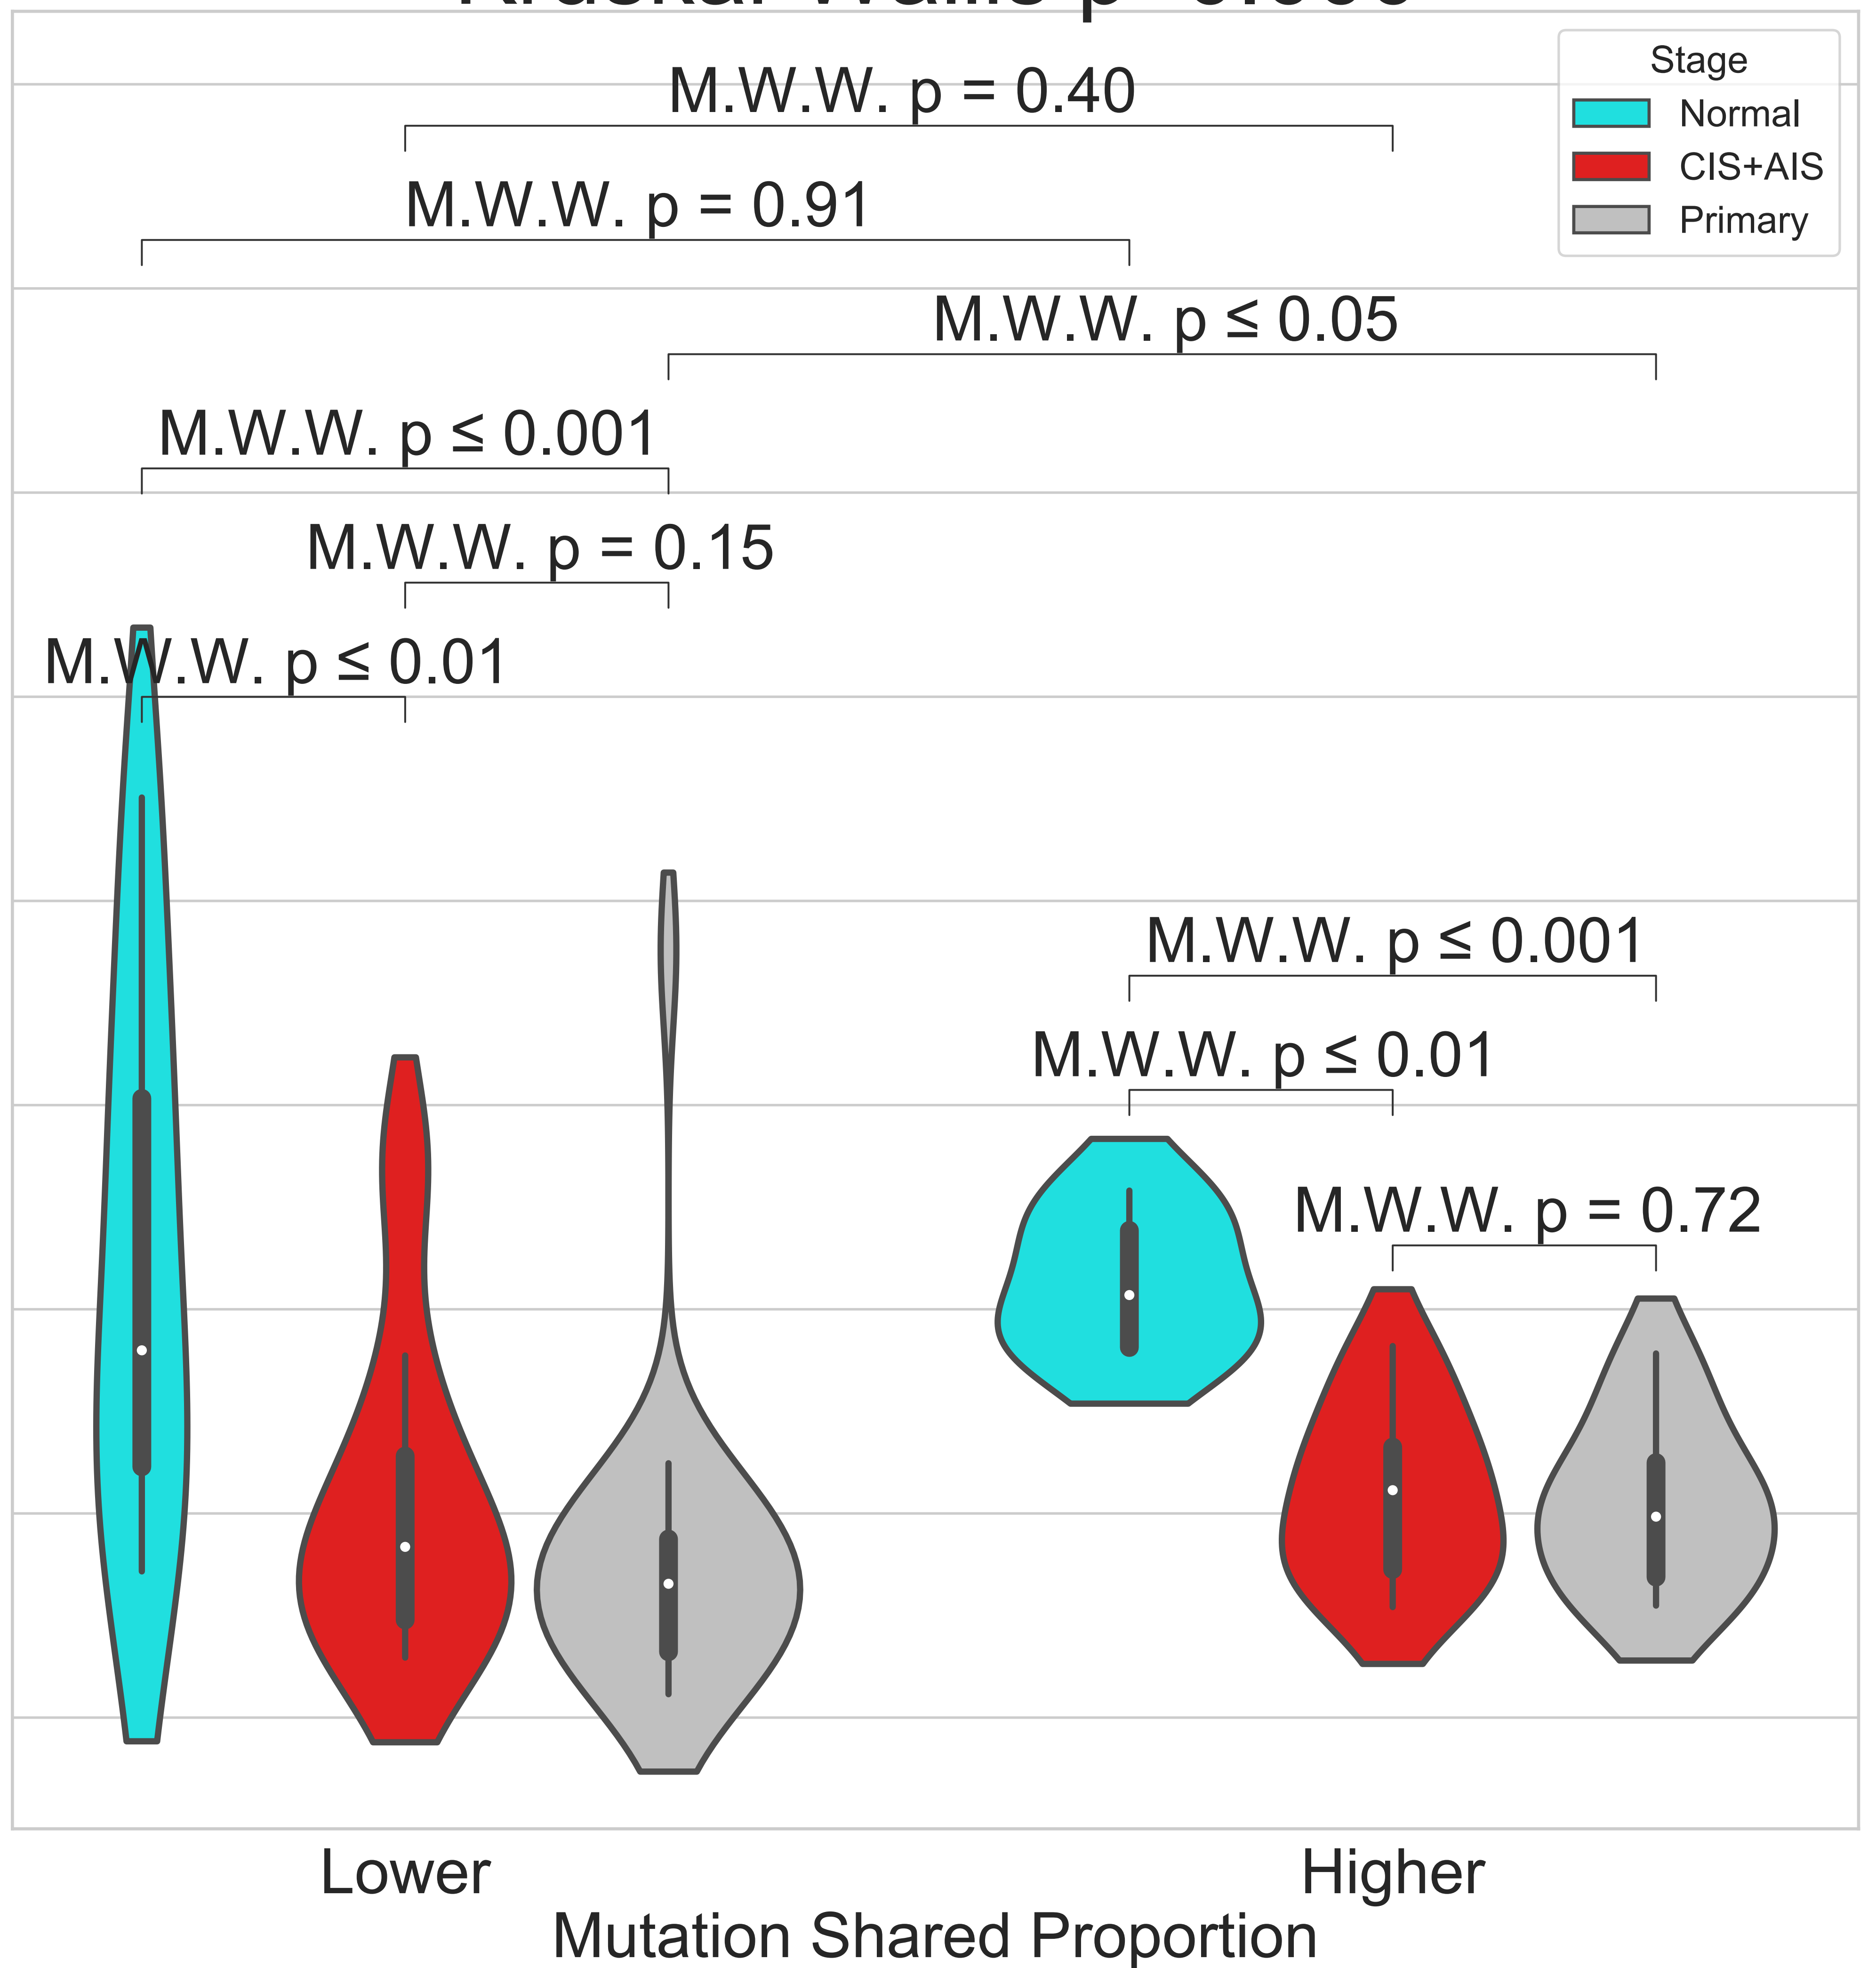 M.W.W. p = 0.40
M.W.W. p = 0.91
M.W.W. p ≤ 0.05
M.W.W. p ≤ 0.001
M.W.W. p = 0.15
M.W.W. p ≤ 0.01
M.W.W. p ≤ 0.001
M.W.W. p ≤ 0.01
M.W.W. p = 0.72
Stage
Normal
CIS+AIS
Primary
Lower
Higher
Mutation Shared Proportion